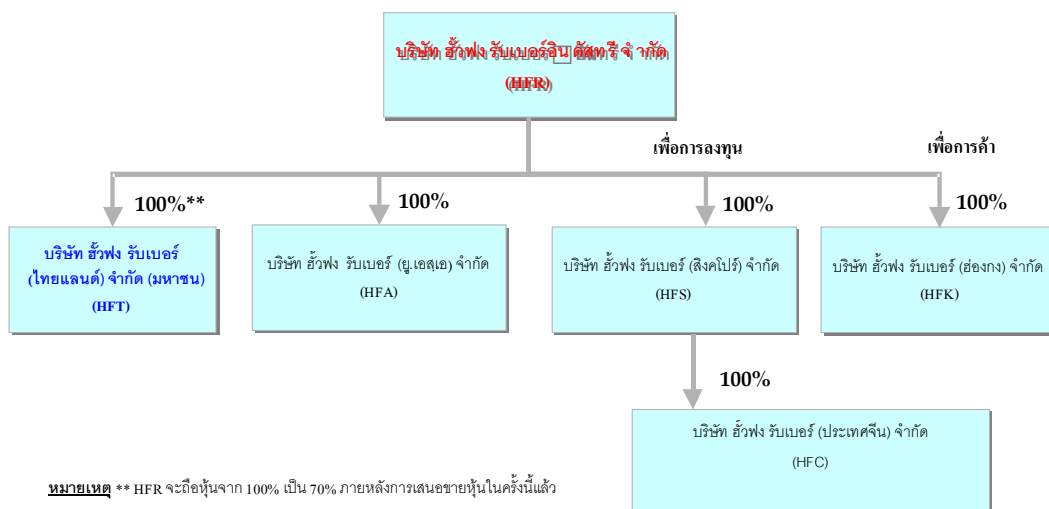 บริษัท ฮั้วฟง รับเบอร์อินดัสทรี จำกัด
(HFR)
เพื่อการลงทุน
เพื่อการค้า
100%**
100%
100%
100%
บริษัท ฮั้วฟง รับเบอร์
(ไทยแลนด์) จำกัด (มหาชน)
(HFT)
บริษัท ฮั้วฟง รับเบอร์ (ยู.เอส.เอ) จำกัด
(HFA)
บริษัท ฮั้วฟง รับเบอร์ (สิงคโปร์) จำกัด
(HFS)
บริษัท ฮั้วฟง รับเบอร์ (ฮ่องกง) จำกัด
(HFK)
100%
บริษัท ฮั้วฟง รับเบอร์ (ประเทศจีน) จำกัด
(HFC)
หมายเหตุ ** HFR จะถือหุ้นจาก 100% เป็น 70% ภายหลังการเสนอขายหุ้นในครั้งนี้แล้ว